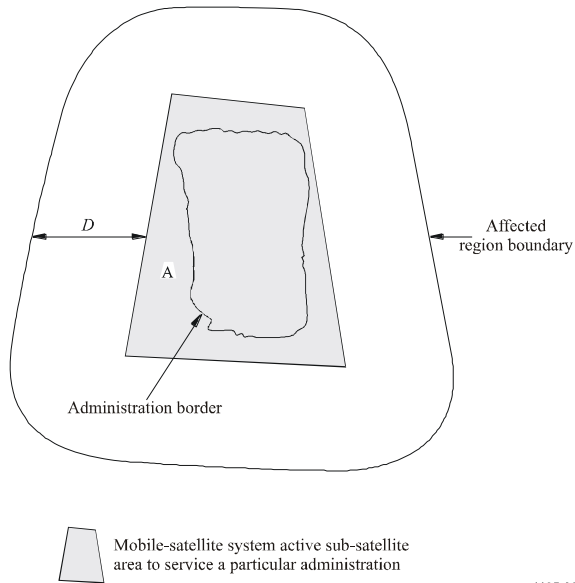 D
Affected
region boundary
A
Administration border
Mobile-satellite system active sub-satellite
area to service a particular administration